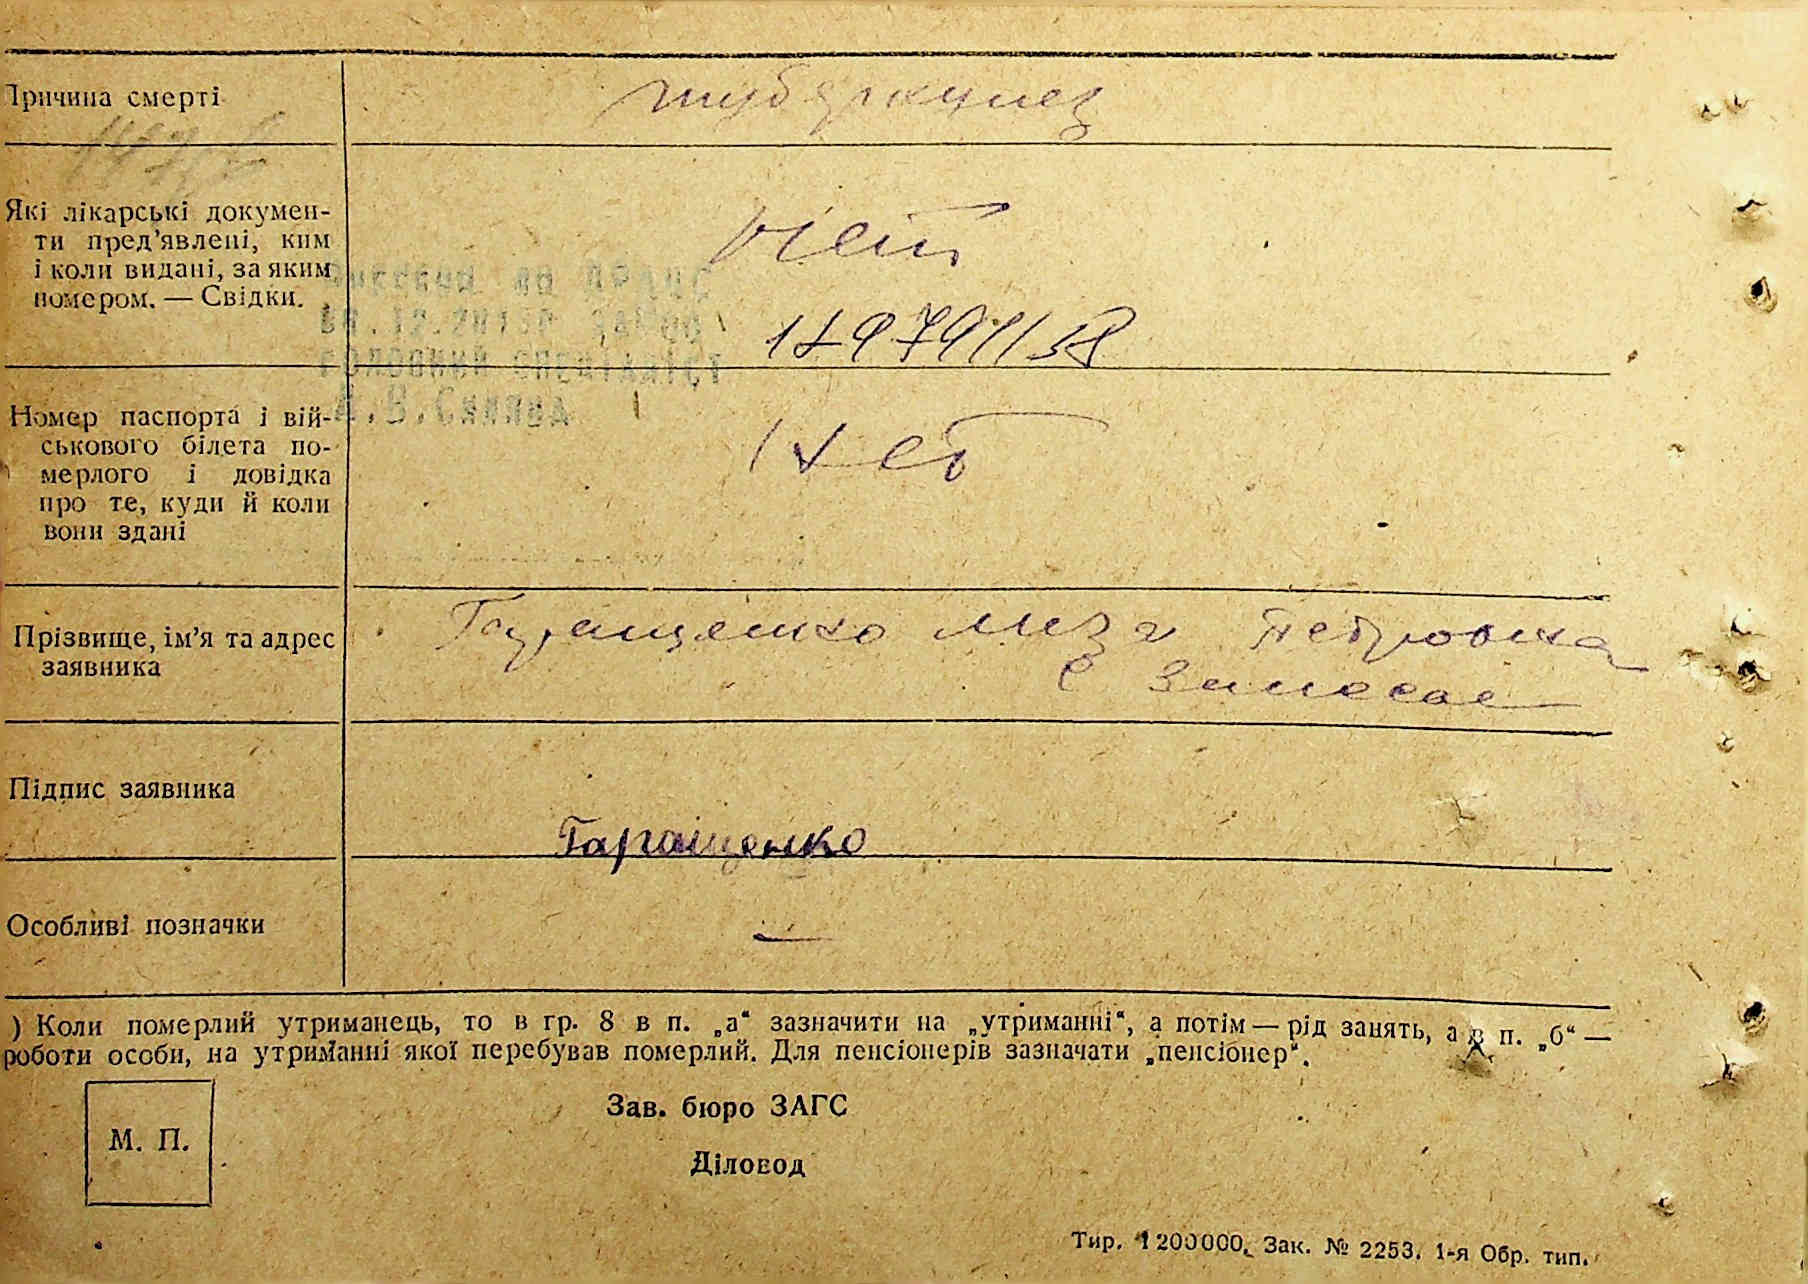 Причина смерті
туберкулез
Які лікарські докумен-
ти пред’явлені, ким
і коли видані, за яким
номером. — Свідки.
нет
Номер паспорта і вій-
ськового білета по-
мерлого і довідка
про те, куди й коли
вони здані
нет
Прізвище, ім’я та адрес
заявника
Таращенко Лиза Петровна
с
Підпис заявника
Таращенко
Особливі позначки
—
) Коли померлий утриманець, то в гр. 8 в п. „а“ зазначити на „утриманні“, а потім — рід занять, а в п. „б“ —
роботи особи, на утриманні якої перебував померлий. Для пенсіонерів зазначати „пенсіонер“.
Зав. бюро ЗАГС
М. П.
Діловод
Тир. 1200000. Зак. № 2253. 1-я Обр. тип.